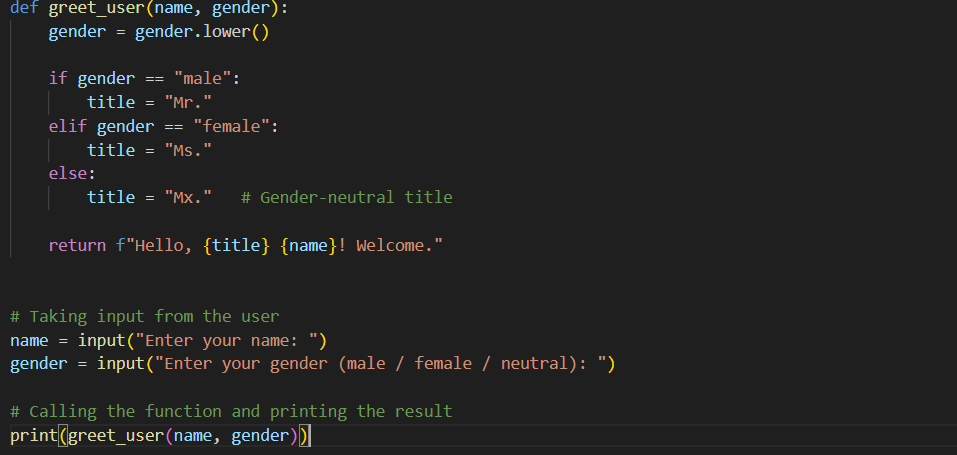 def greet_user(name, gender):
    gender = gender.lower()
    if gender == "male":
        title = "Mr."
    elif gender == "female":
        title = "Ms."
    else:
        title = "Mx."   # Gender-neutral title
    return f"Hello, {title} {name}! Welcome."
# Taking input from the user
name = input("Enter your name: ")
gender = input("Enter your gender (male / female / neutral): ")
# Calling the function and printing the result
print(greet_user(name, gender))